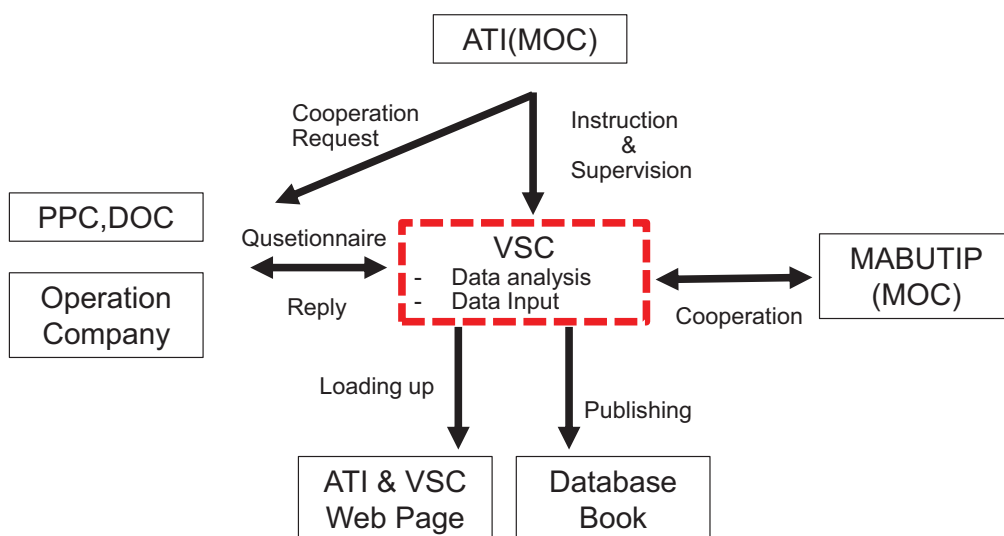 ATI(MOC)
Cooperation
Request
Instruction
&
Supervision
PPC,DOC
Qusetionnaire
Reply
Operation
Company
VSC
- Data analysis
- Data Input
Cooperation
MABUTIP
(MOC)
Loading up
Publishing
ATI & VSC
Web Page
Database
Book